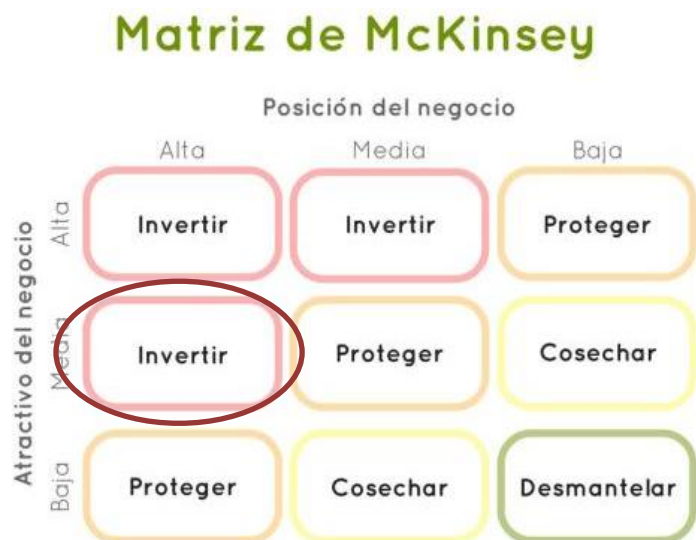 Matriz de McKinsey
Posición del negocio
Alta Media Baja
Atractivo del negocio
Alta
Invertir Invertir Proteger
Media
Invertir Proteger Cosechar
Baja
Proteger Cosechar Desmantelar